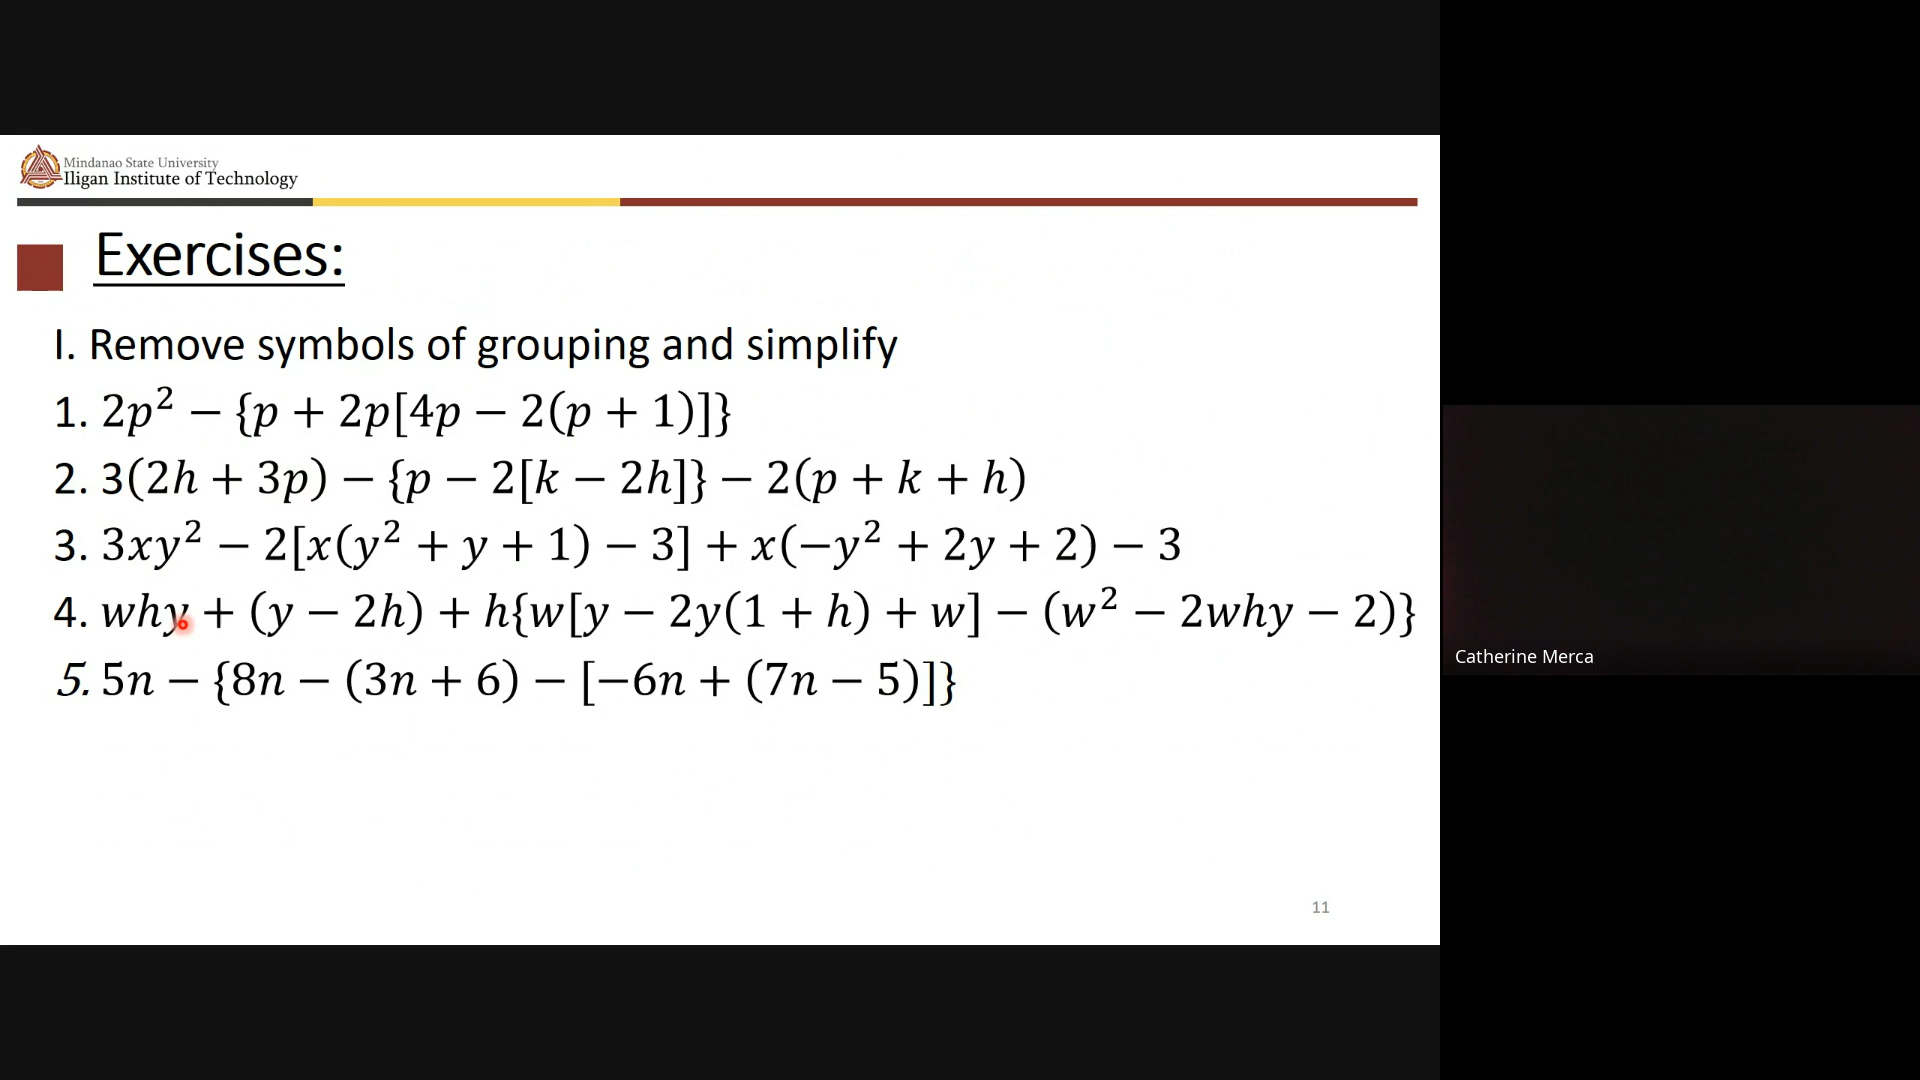 Mindanao State University
Iligan Institute of Technology
Exercises:
I. Remove symbols of grouping and simplify
1. 2p² − {p + 2p[4p − 2(p + 1)]}
2. 3(2h + 3p) − {p − 2[k − 2h]} − 2(p + k + h)
3. 3xy² − 2[x(y² + y + 1) − 3] + x(−y² + 2y + 2) − 3
4. why + (y − 2h) + h{w[y − 2y(1 + h) + w] − (w² − 2why − 2)}
5. 5n − {8n − (3n + 6) − [−6n + (7n − 5)]}
Catherine Merca
11